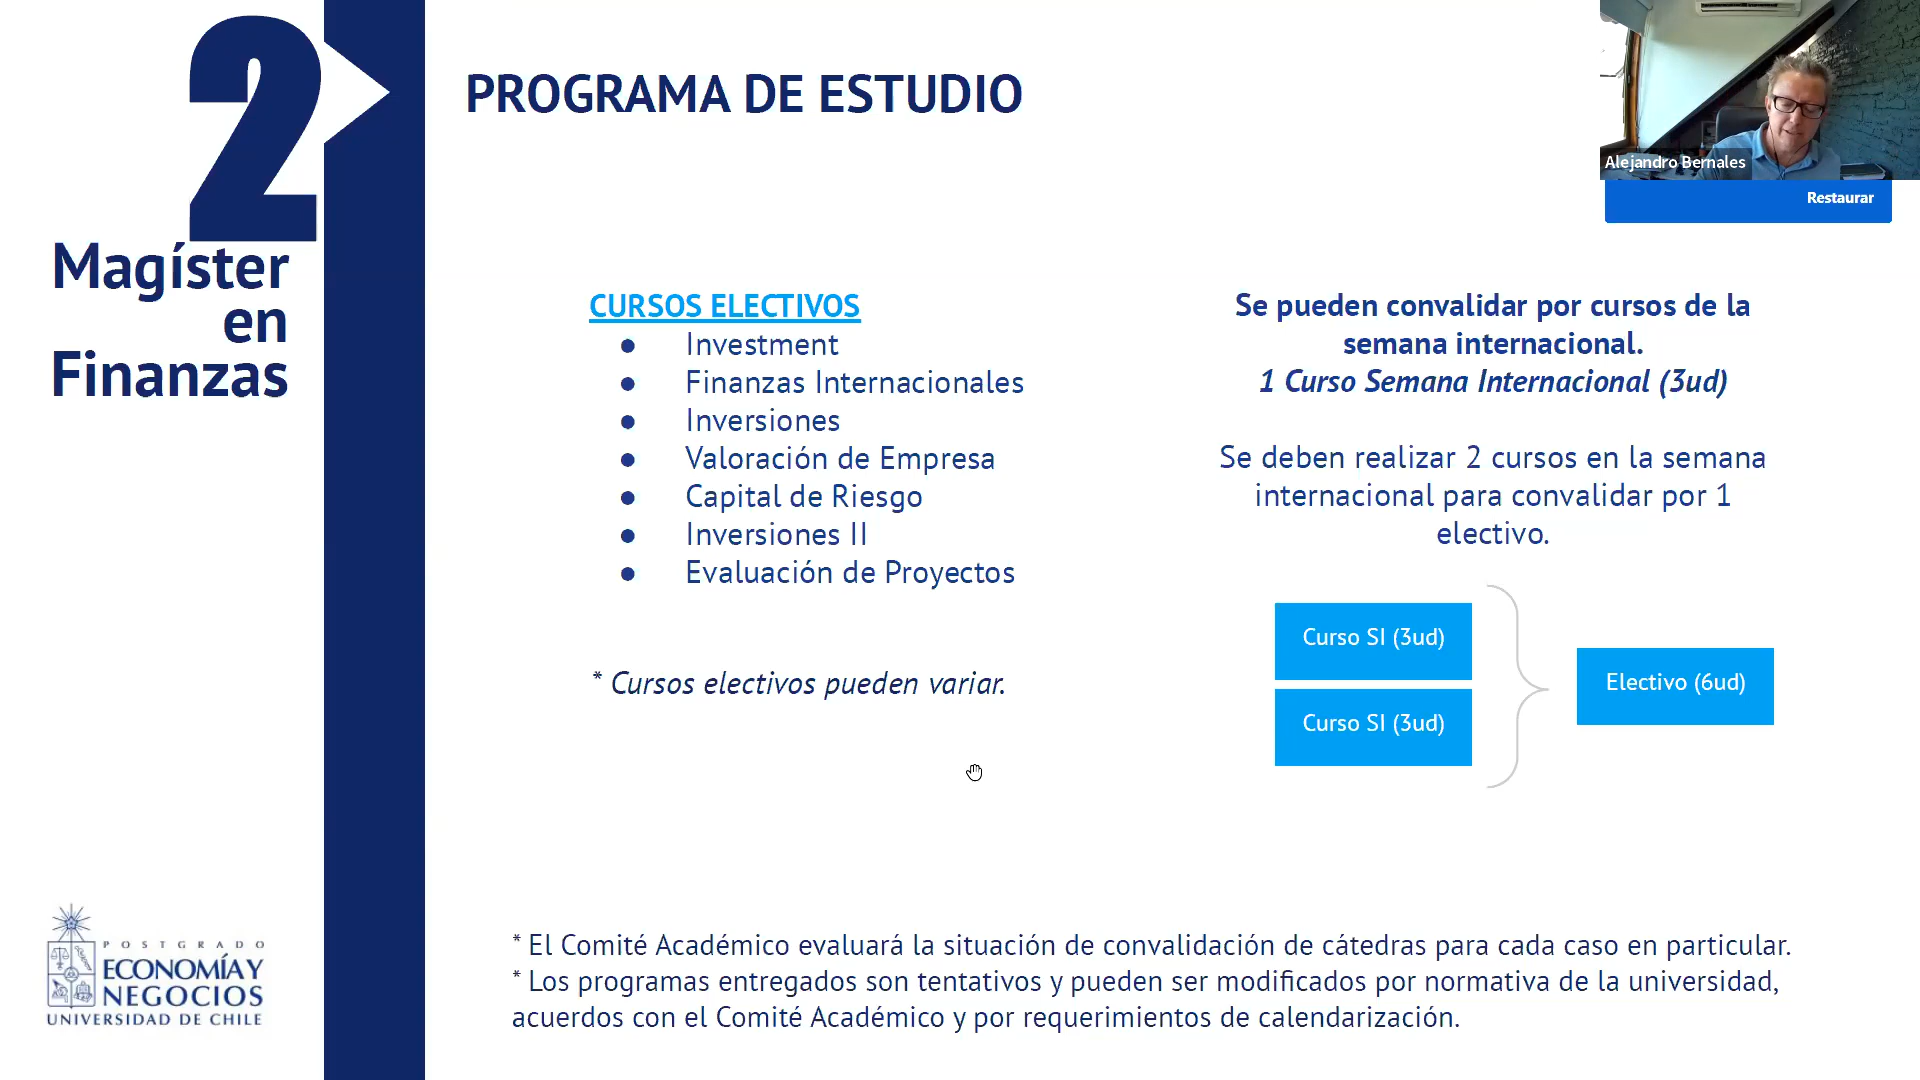 2
Magíster
en
Finanzas
PROGRAMA DE ESTUDIO
Alejandro Bernales
Restaurar
CURSOS ELECTIVOS
● Investment
● Finanzas Internacionales
● Inversiones
● Valoración de Empresa
● Capital de Riesgo
● Inversiones II
● Evaluación de Proyectos
* Cursos electivos pueden variar.
Se pueden convalidar por cursos de la
semana internacional.
1 Curso Semana Internacional (3ud)
Se deben realizar 2 cursos en la semana
internacional para convalidar por 1
electivo.
Curso SI (3ud)
Curso SI (3ud)
Electivo (6ud)
POSTGRADO
ECONOMÍA Y
NEGOCIOS
UNIVERSIDAD DE CHILE
* El Comité Académico evaluará la situación de convalidación de cátedras para cada caso en particular.
* Los programas entregados son tentativos y pueden ser modificados por normativa de la universidad,
acuerdos con el Comité Académico y por requerimientos de calendarización.